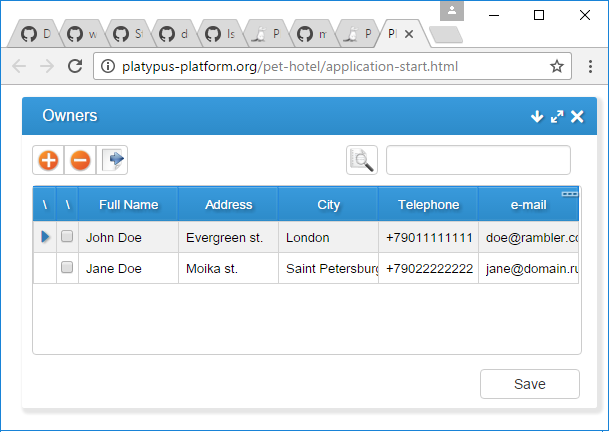 D w S d Is P m P Pl
platypus-platform.org/pet-hotel/application-start.html
Owners
\ \ Full Name Address City Telephone e-mail
John Doe Evergreen st. London +79011111111 doe@rambler.co
Jane Doe Moika st. Saint Petersburg +79022222222 jane@domain.ru
Save